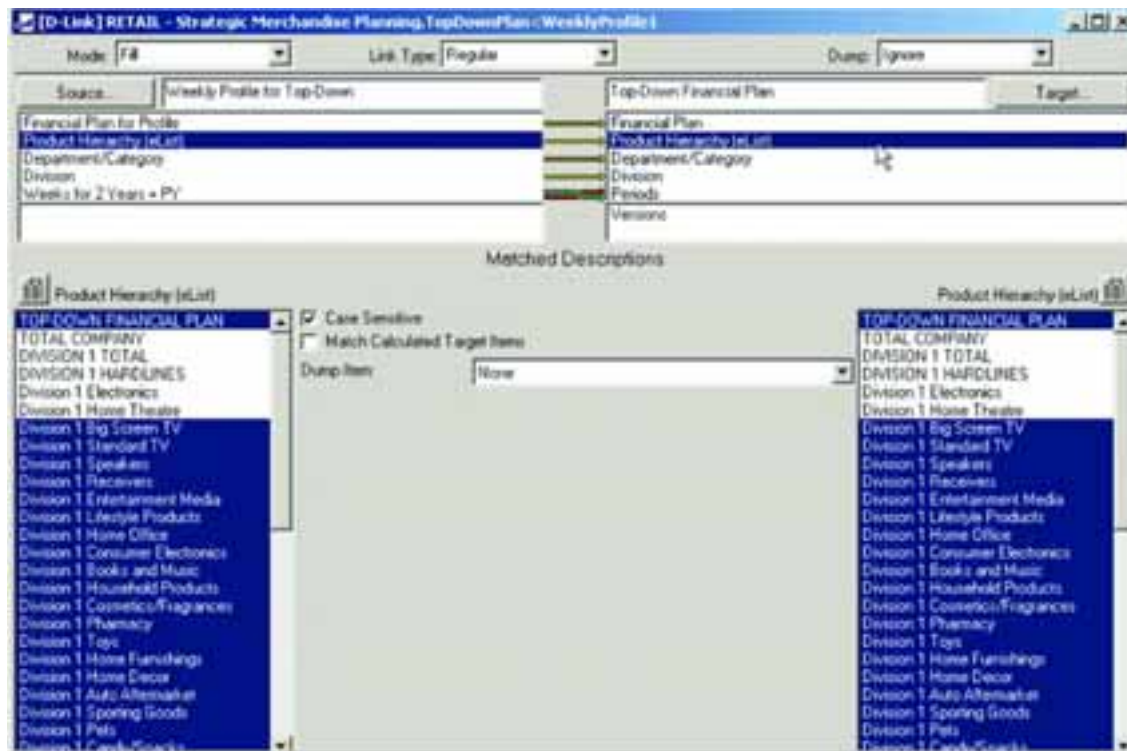 [D-Link] RETAIL - Strategic Merchandise Planning.TopDownPlan<WeeklyProfile]
Mode: Fill Link Type: Regular Dump: Ignore
Source... Weekly Profile for Top-Down Top-Down Financial Plan Target...
Financial Plan for Profile Financial Plan
Product Hierarchy (eList) Product Hierarchy (eList)
Department/Category Department/Category
Division Division
Weeks for 2 Years + PY Periods
Versions
Matched Descriptions
Product Hierarchy (eList) Product Hierarchy (eList)
TOP-DOWN FINANCIAL PLAN Case Sensitive TOP-DOWN FINANCIAL PLAN
TOTAL COMPANY Match Calculated Target Items TOTAL COMPANY
DIVISION 1 TOTAL DIVISION 1 TOTAL
DIVISION 1 HARDLINES Dump Item None DIVISION 1 HARDLINES
Division 1 Electronics Division 1 Electronics
Division 1 Home Theatre Division 1 Home Theatre
Division 1 Big Screen TV Division 1 Big Screen TV
Division 1 Standard TV Division 1 Standard TV
Division 1 Speakers Division 1 Speakers
Division 1 Receivers Division 1 Receivers
Division 1 Entertainment Media Division 1 Entertainment Media
Division 1 Lifestyle Products Division 1 Lifestyle Products
Division 1 Home Office Division 1 Home Office
Division 1 Consumer Electronics Division 1 Consumer Electronics
Division 1 Books and Music Division 1 Books and Music
Division 1 Household Products Division 1 Household Products
Division 1 Cosmetics/Fragrances Division 1 Cosmetics/Fragrances
Division 1 Pharmacy Division 1 Pharmacy
Division 1 Toys Division 1 Toys
Division 1 Home Furnishings Division 1 Home Furnishings
Division 1 Home Decor Division 1 Home Decor
Division 1 Auto Aftermarket Division 1 Auto Aftermarket
Division 1 Sporting Goods Division 1 Sporting Goods
Division 1 Pets Division 1 Pets
Division 1 Candy/Snacks Division 1 Candy/Snacks